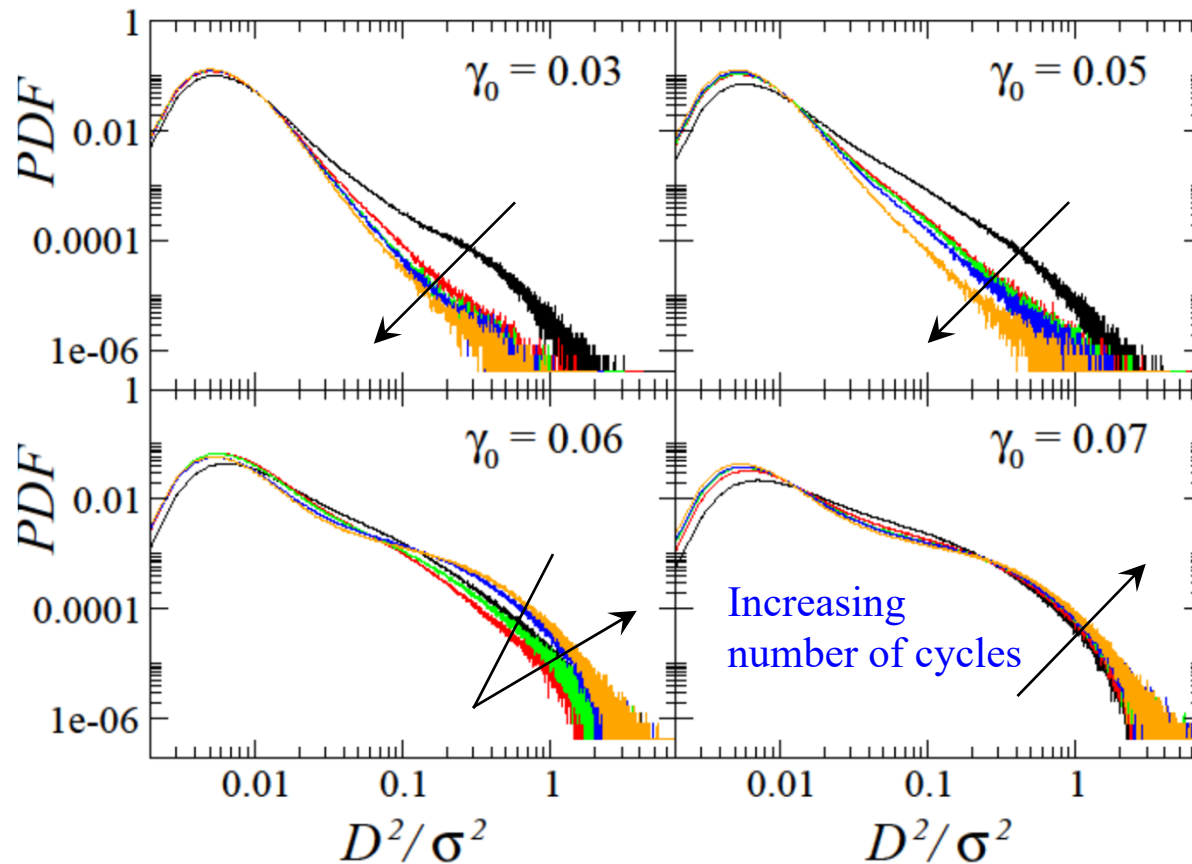 1
PDF
0.01
0.0001
1e-06
γ₀ = 0.03
γ₀ = 0.05
1
PDF
0.01
0.0001
1e-06
γ₀ = 0.06
γ₀ = 0.07
Increasing
number of cycles
0.01 0.1 1
0.01 0.1 1
D²/σ²
D²/σ²